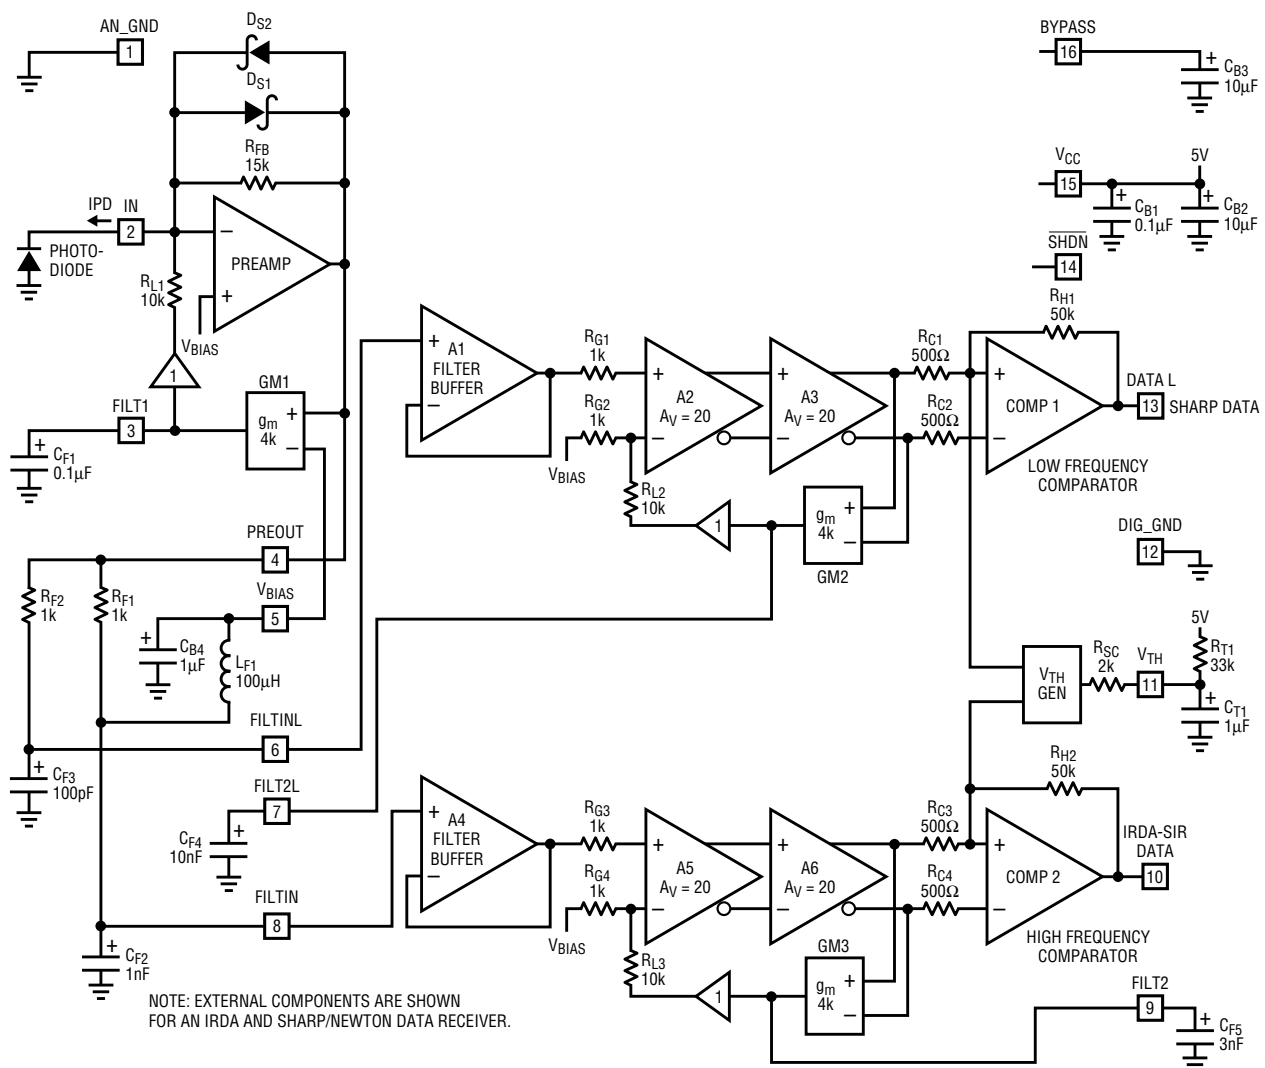 AN_GND
1
DS2
DS1
RFB
15k
IPD
IN
2
PHOTO-
DIODE
−
PREAMP
+
RL1
10k
VBIAS
1
GM1
gm
4k
+
−
FILT1
3
+
CF1
0.1µF
PREOUT
4
RF2
1k
RF1
1k
VBIAS
5
+
CB4
1µF
LF1
100µH
FILTINL
6
+
CF3
100pF
FILT2L
7
+
CF4
10nF
FILTIN
8
+
CF2
1nF
NOTE: EXTERNAL COMPONENTS ARE SHOWN
FOR AN IRDA AND SHARP/NEWTON DATA RECEIVER.
+
A1
FILTER
BUFFER
−
RG1
1k
RG2
1k
VBIAS
+
A2
AV = 20
−
+
A3
AV = 20
−
RL2
10k
1
gm
4k
+
−
GM2
RC1
500Ω
RC2
500Ω
RH1
50k
+
COMP 1
−
LOW FREQUENCY
COMPARATOR
DATA L
13
SHARP DATA
BYPASS
16
+
CB3
10µF
VCC
15
5V
+
CB1
0.1µF
+
CB2
10µF
SHDN
14
DIG_GND
12
VTH
GEN
RSC
2k
VTH
11
5V
RT1
33k
+
CT1
1µF
+
A4
FILTER
BUFFER
−
RG3
1k
RG4
1k
VBIAS
+
A5
AV = 20
−
+
A6
AV = 20
−
RL3
10k
1
GM3
gm
4k
+
−
RC3
500Ω
RC4
500Ω
RH2
50k
+
COMP 2
−
HIGH FREQUENCY
COMPARATOR
IRDA-SIR
DATA
10
FILT2
9
+
CF5
3nF